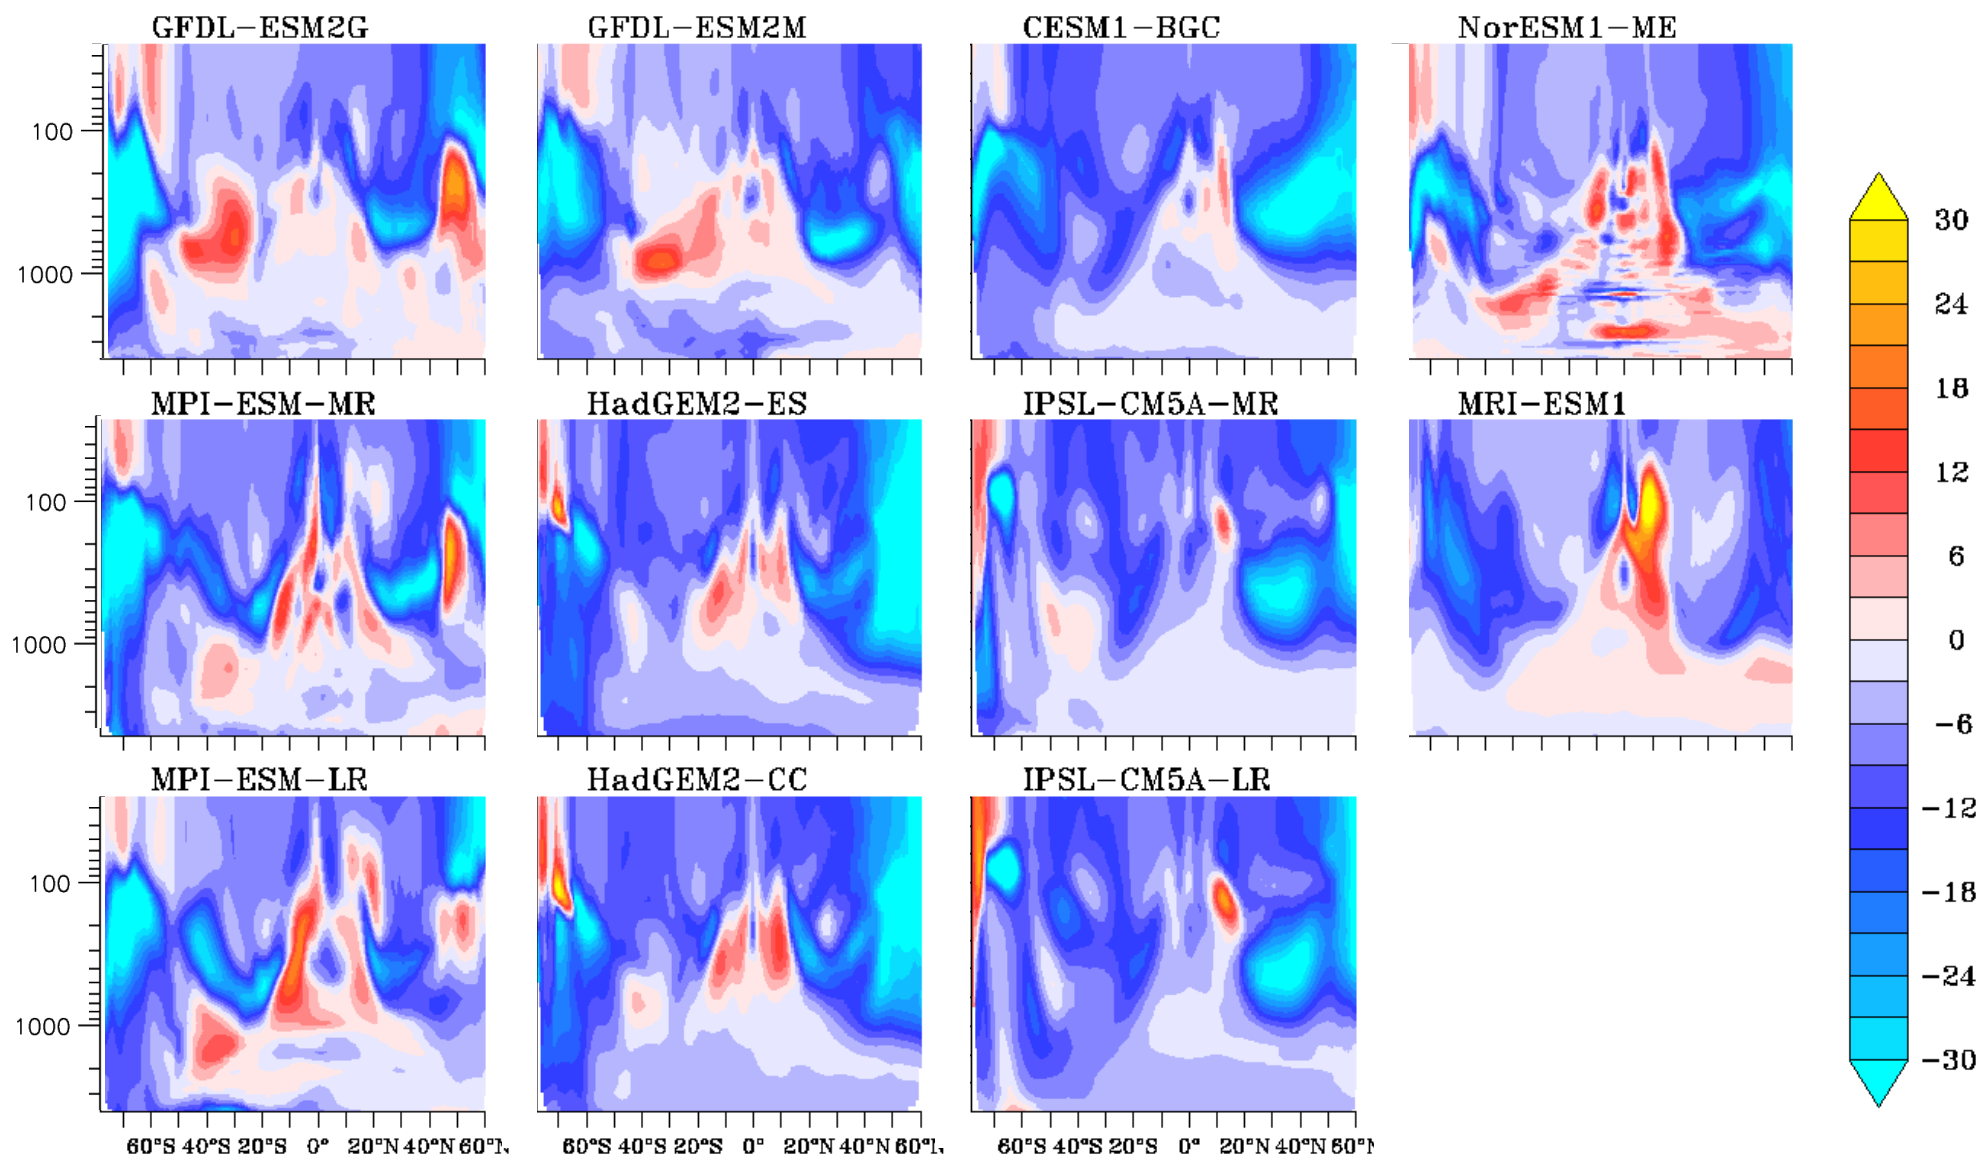 GFDL-ESM2G GFDL-ESM2M CESM1-BGC NorESM1-ME
100
1000
MPI-ESM-MR HadGEM2-ES IPSL-CM5A-MR MRI-ESM1
100
1000
MPI-ESM-LR HadGEM2-CC IPSL-CM5A-LR
100
1000
60°S 40°S 20°S 0° 20°N 40°N 60°N
60°S 40°S 20°S 0° 20°N 40°N 60°N
60°S 40°S 20°S 0° 20°N 40°N 60°N
30
24
18
12
6
0
-6
-12
-18
-24
-30